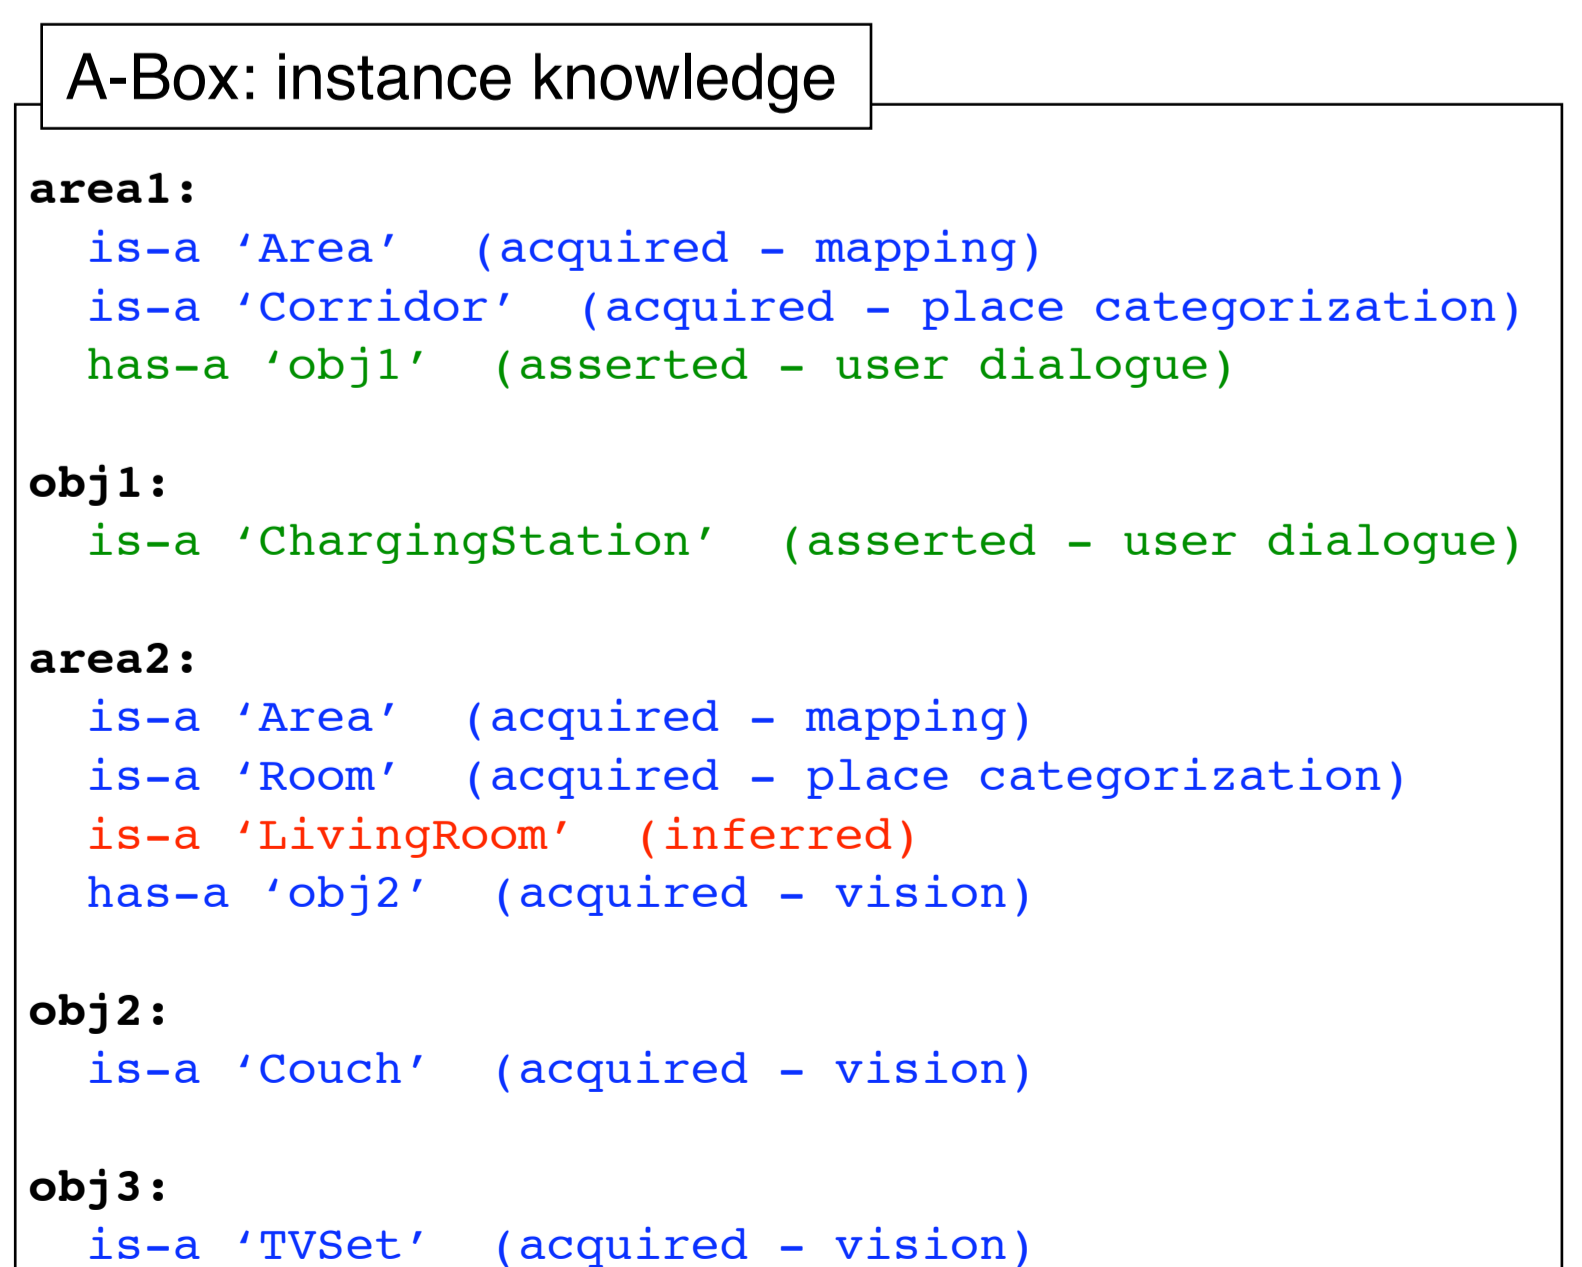 A-Box: instance knowledge
area1:
is-a ‘Area’ (acquired - mapping)
is-a ‘Corridor’ (acquired - place categorization)
has-a ‘obj1’ (asserted - user dialogue)
obj1:
is-a ‘ChargingStation’ (asserted - user dialogue)
area2:
is-a ‘Area’ (acquired - mapping)
is-a ‘Room’ (acquired - place categorization)
is-a ‘LivingRoom’ (inferred)
has-a ‘obj2’ (acquired - vision)
obj2:
is-a ‘Couch’ (acquired - vision)
obj3:
is-a ‘TVSet’ (acquired - vision)